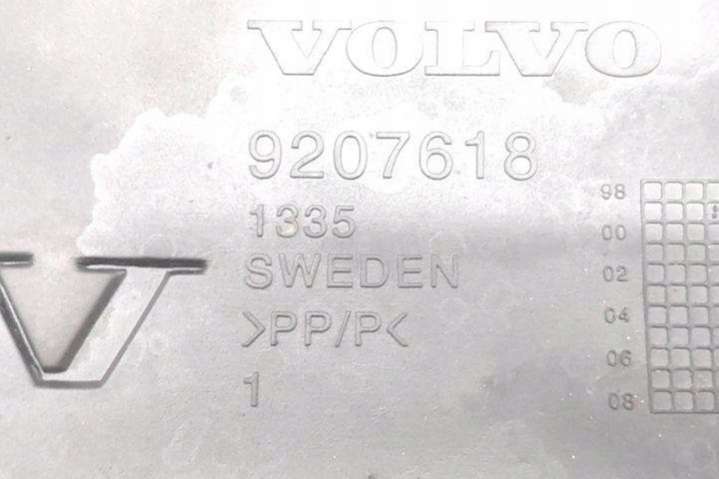 VOLVO
9207618
1335
SWEDEN
>PP/P<
1
V
98
00
02
04
06
08